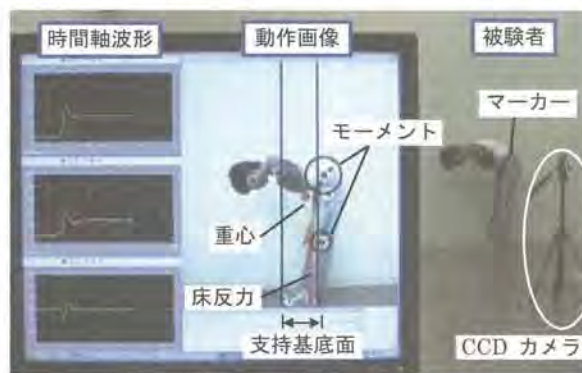 時間軸波形
動作画像
被験者
マーカー
モーメント
重心
床反力
支持基底面
CCD カメラ